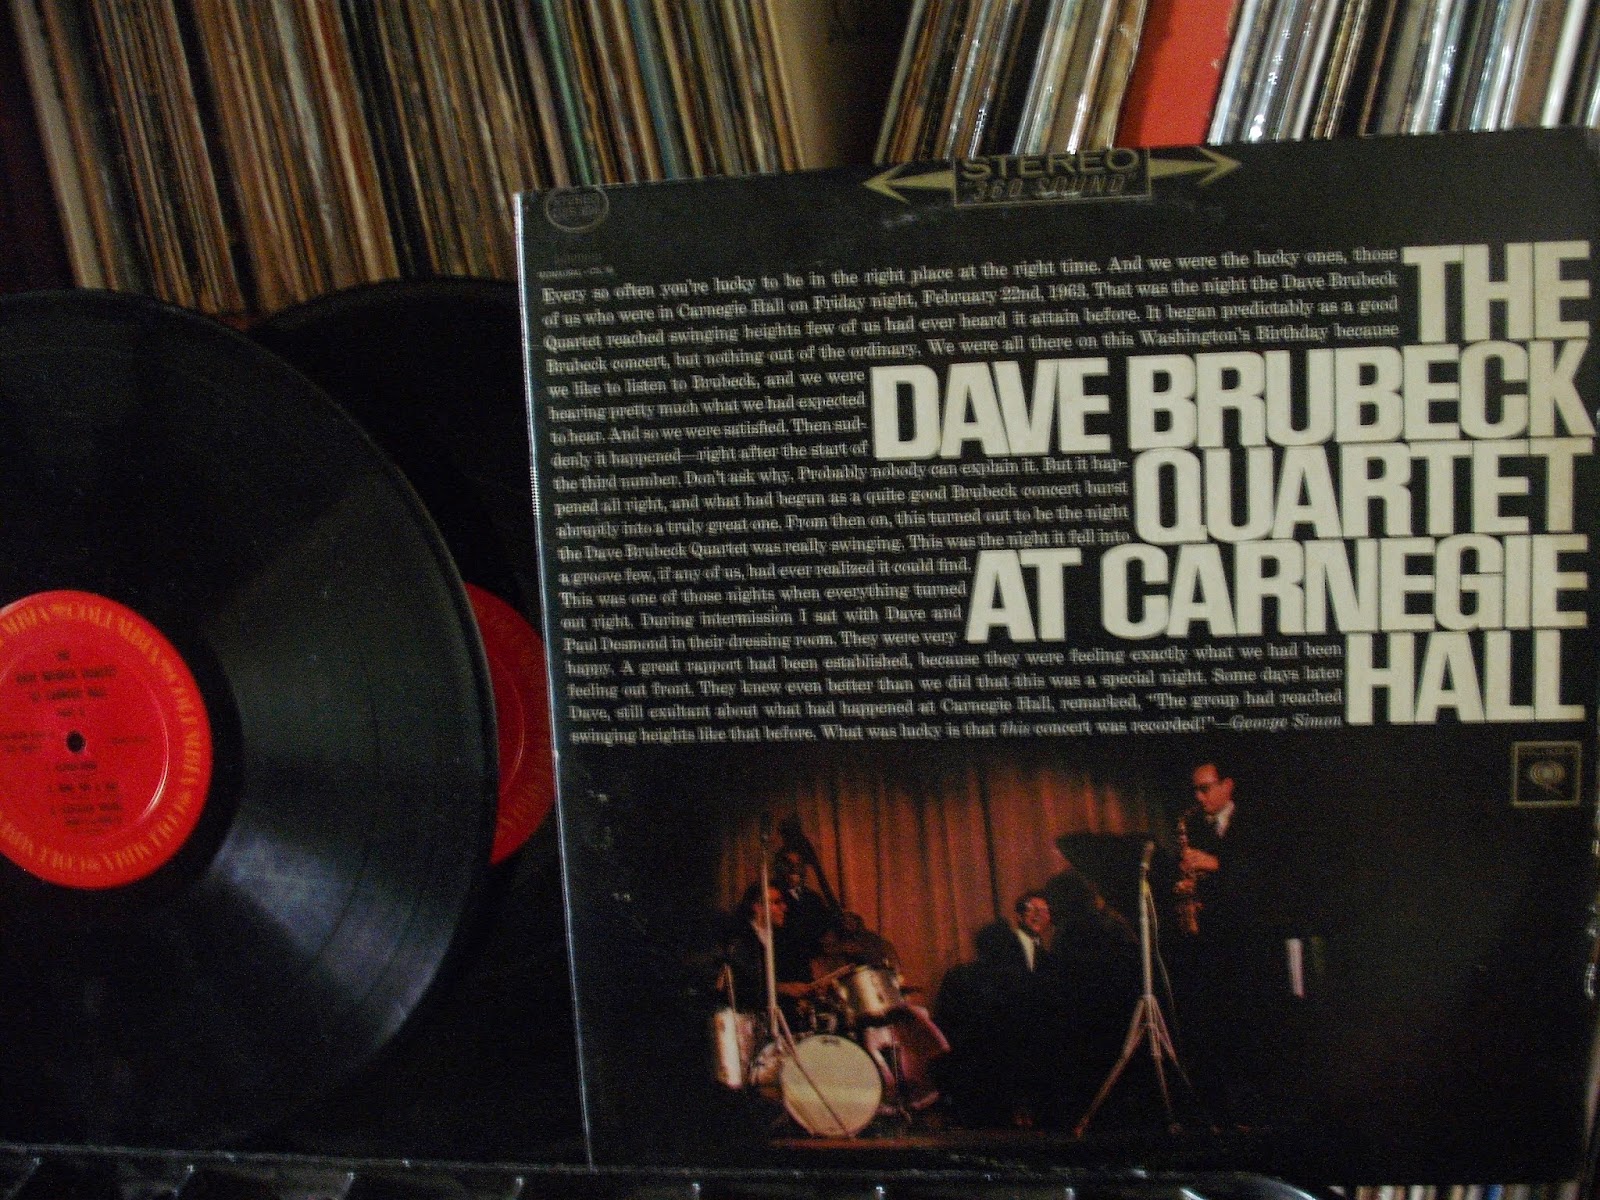 STEREO
"360 SOUND"
STEREO
Every so often you're lucky to be in the right place at the right time. And we were the lucky ones, those
of us who were in Carnegie Hall on Friday night, February 22nd, 1963. That was the night the Dave Brubeck
Quartet reached swinging heights few of us had ever heard it attain before. It began predictably as a good
Brubeck concert, but nothing out of the ordinary. We were all there on this Washington's Birthday because
we like to listen to Brubeck, and we were
hearing pretty much what we had expected
to hear. And so we were satisfied. Then sud-
denly it happened—right after the start of
the third number. Don't ask why. Probably nobody can explain it. But it hap-
pened all right, and what had begun as a quite good Brubeck concert burst
abruptly into a truly great one. From then on, this turned out to be the night
the Dave Brubeck Quartet was really swinging. This was the night it fell into
a groove few, if any of us, had ever realized it could find.
This was one of those nights when everything turned
out right. During intermission I sat with Dave and
Paul Desmond in their dressing room. They were very
happy. A great rapport had been established, because they were feeling exactly what we had been
feeling out front. They knew even better than we did that this was a special night. Some days later
Dave, still exultant about what had happened at Carnegie Hall, remarked, "The group had reached
swinging heights like that before. What was lucky is that this concert was recorded!"—George Simon
THE
DAVE BRUBECK
QUARTET
AT CARNEGIE
HALL
COLUMBIA
THE
DAVE BRUBECK QUARTET
AT CARNEGIE HALL